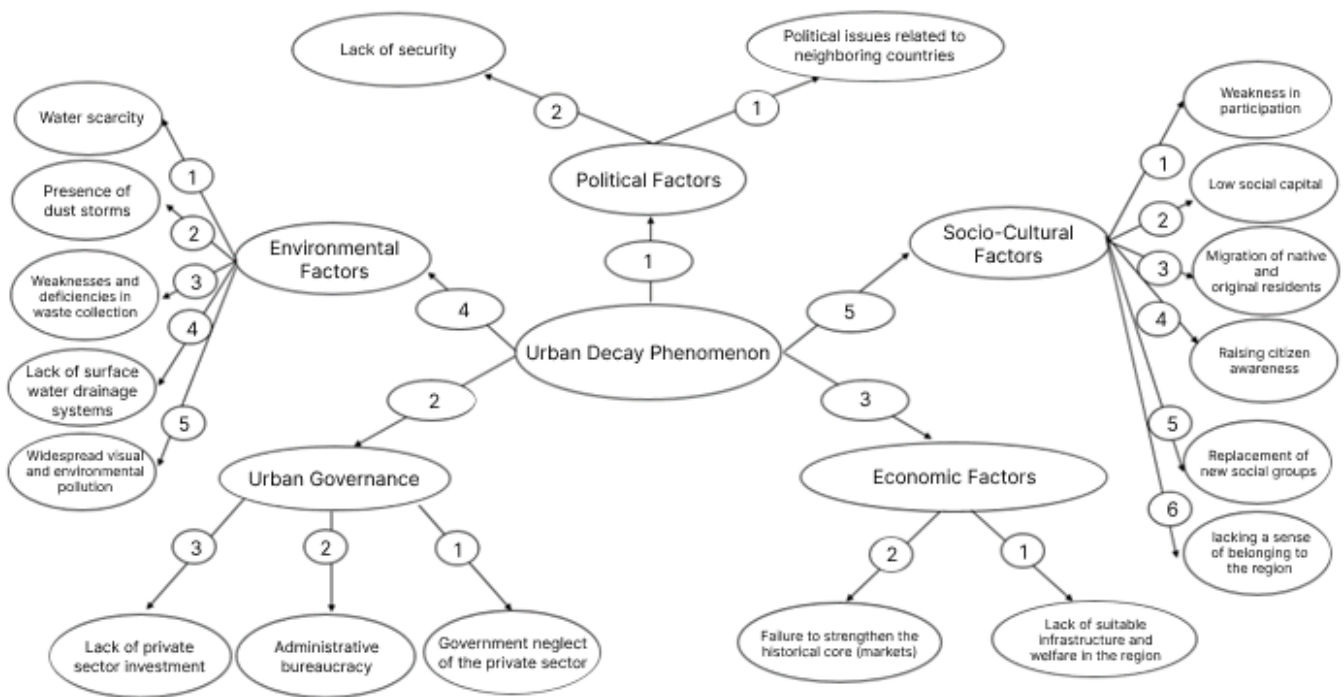 Lack of security
Political issues related to
neighboring countries
2
1
Political Factors
1
Water scarcity
1
Presence of
dust storms
2
Weaknesses and
deficiencies in
waste collection
3
Lack of surface
water drainage
systems
4
Widespread visual
and environmental
pollution
5
Environmental
Factors
4
Urban Decay Phenomenon
5
Socio-Cultural
Factors
Weakness in
participation
1
Low social capital
2
Migration of native
and
original residents
3
Raising citizen
awareness
4
Replacement of
new social groups
5
lacking a sense
of belonging to
the region
6
2
Urban Governance
3
2
1
Lack of private
sector investment
Administrative
bureaucracy
Government neglect
of the private sector
3
Economic Factors
2
1
Failure to strengthen the
historical core (markets)
Lack of suitable
infrastructure and
welfare in the region